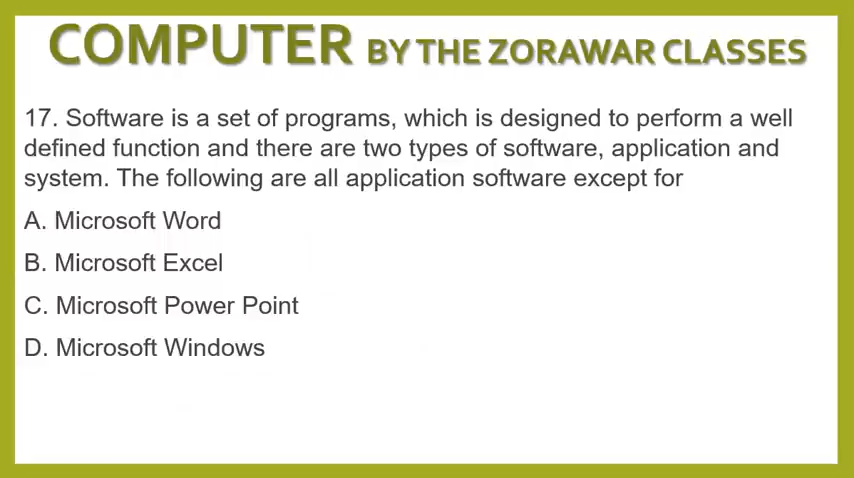 COMPUTER BY THE ZORAWAR CLASSES
17. Software is a set of programs, which is designed to perform a well
defined function and there are two types of software, application and
system. The following are all application software except for
A. Microsoft Word
B. Microsoft Excel
C. Microsoft Power Point
D. Microsoft Windows